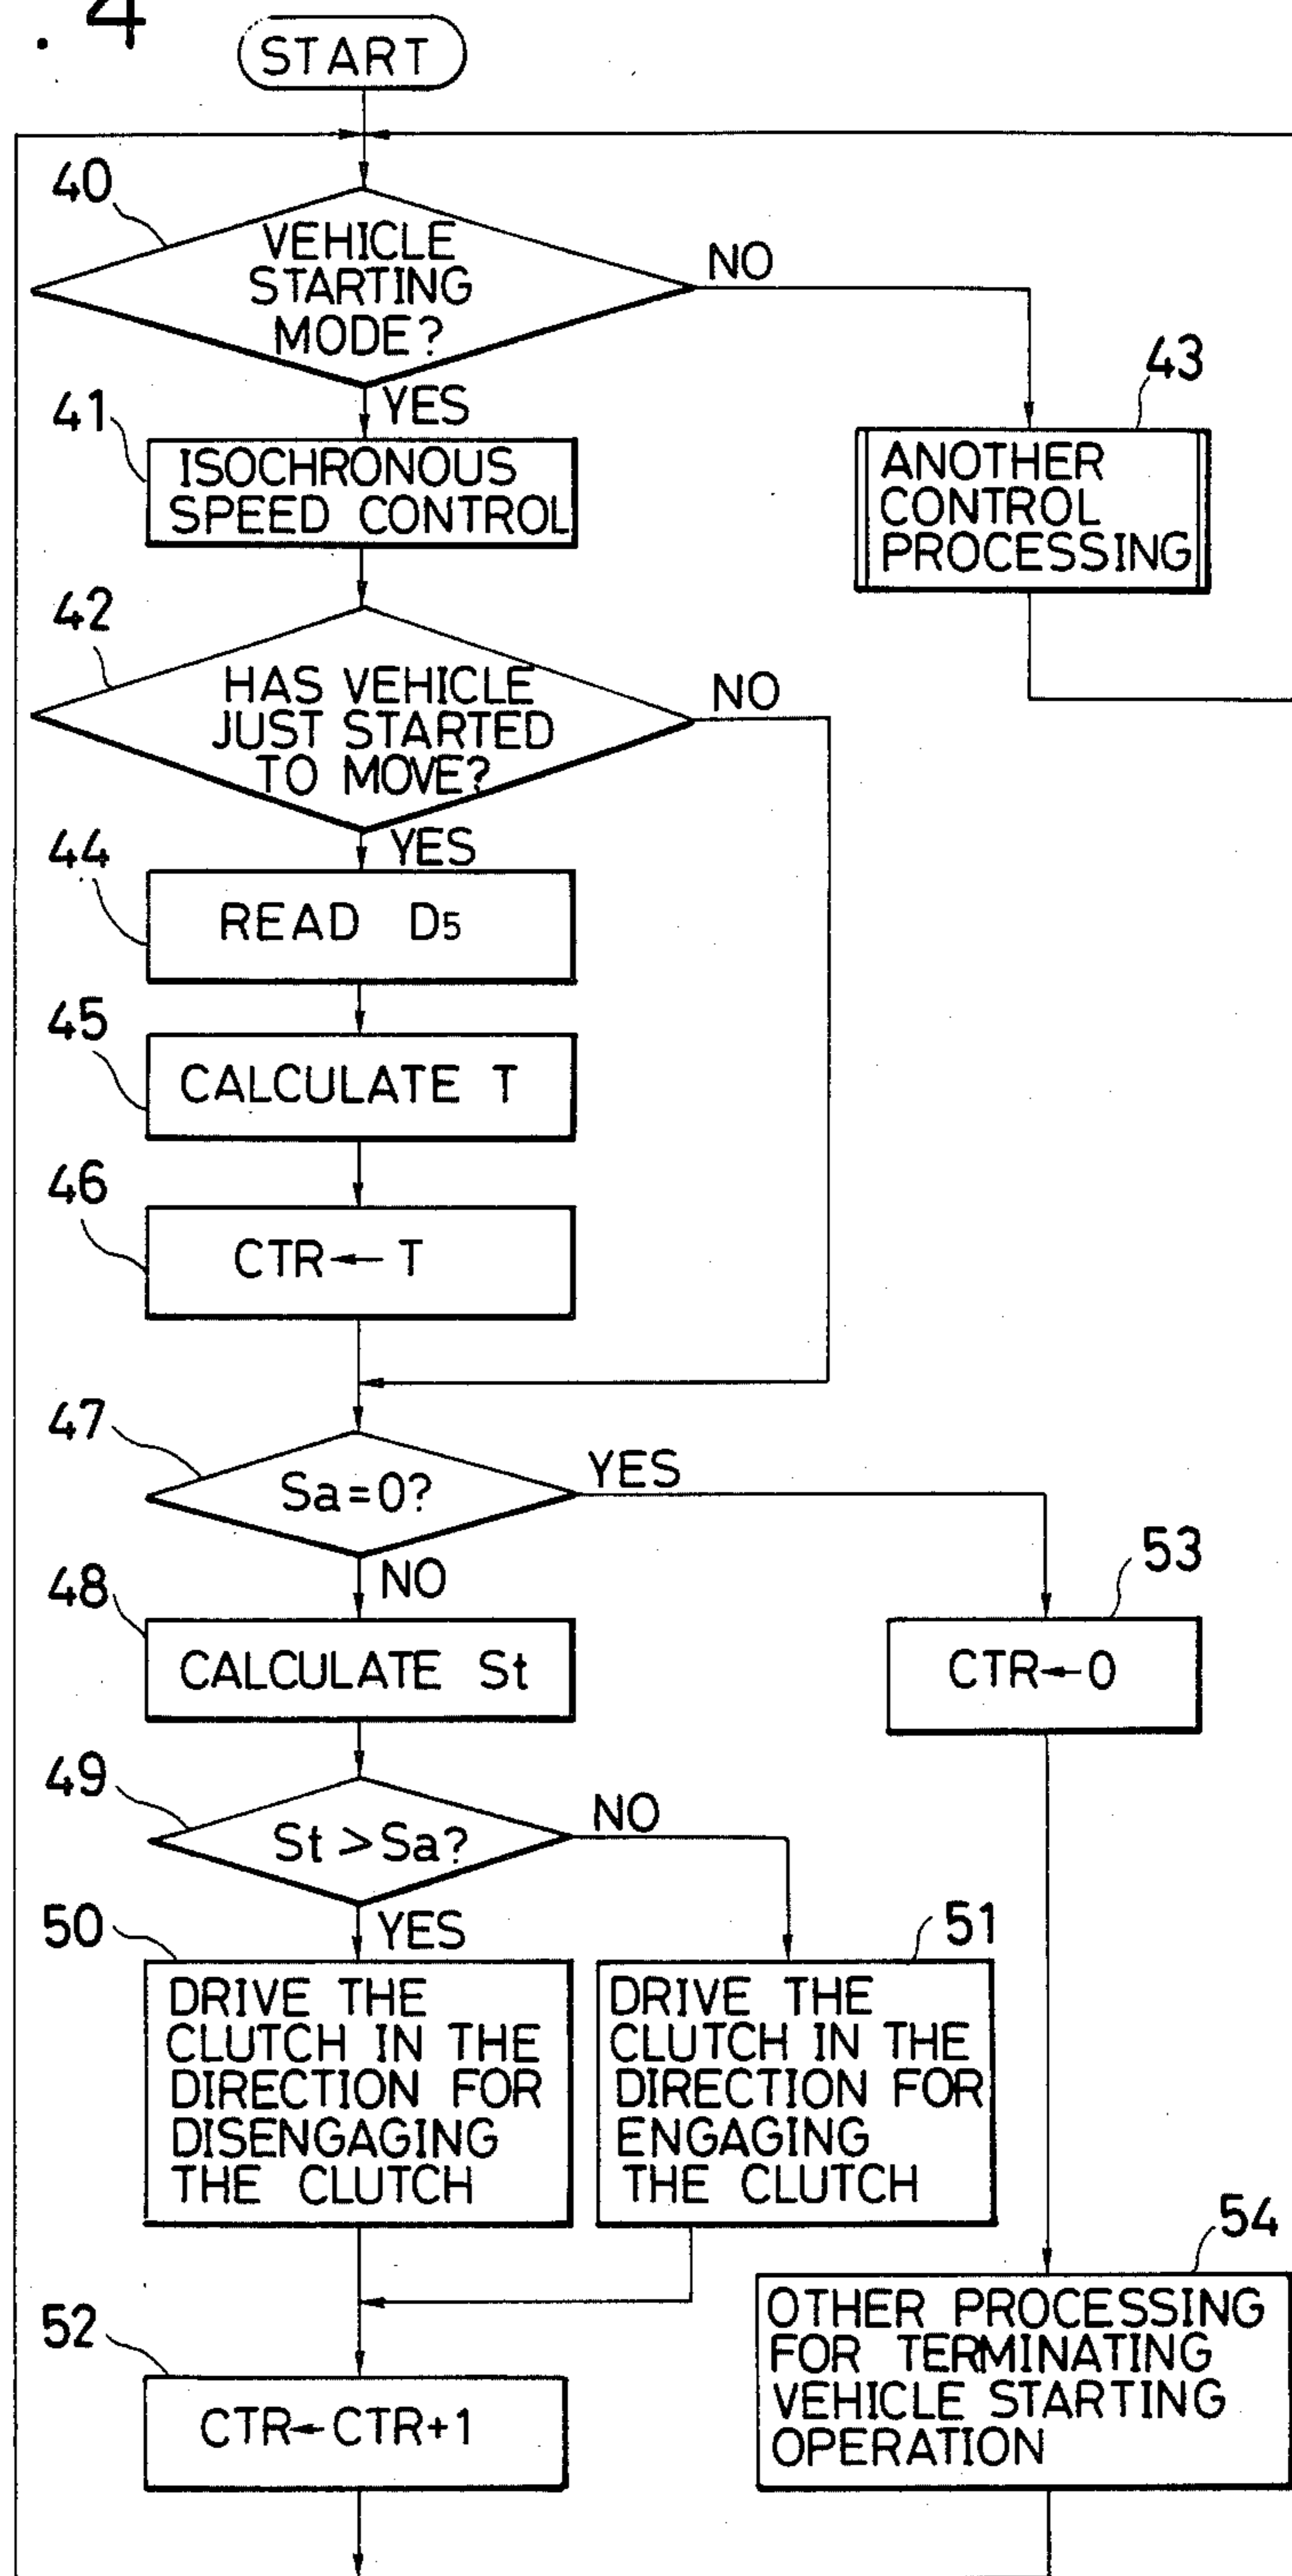 . 4
START
40
VEHICLE
STARTING
MODE?
NO
YES
41
ISOCHRONOUS
SPEED CONTROL
43
ANOTHER
CONTROL
PROCESSING
42
HAS VEHICLE
JUST STARTED
TO MOVE?
NO
YES
44
READ D5
45
CALCULATE T
46
CTR←T
47
Sa=0?
YES
NO
48
CALCULATE St
53
CTR←0
49
St>Sa?
NO
YES
50
DRIVE THE
CLUTCH IN THE
DIRECTION FOR
DISENGAGING
THE CLUTCH
51
DRIVE THE
CLUTCH IN THE
DIRECTION FOR
ENGAGING
THE CLUTCH
54
OTHER PROCESSING
FOR TERMINATING
VEHICLE STARTING
OPERATION
52
CTR←CTR+1